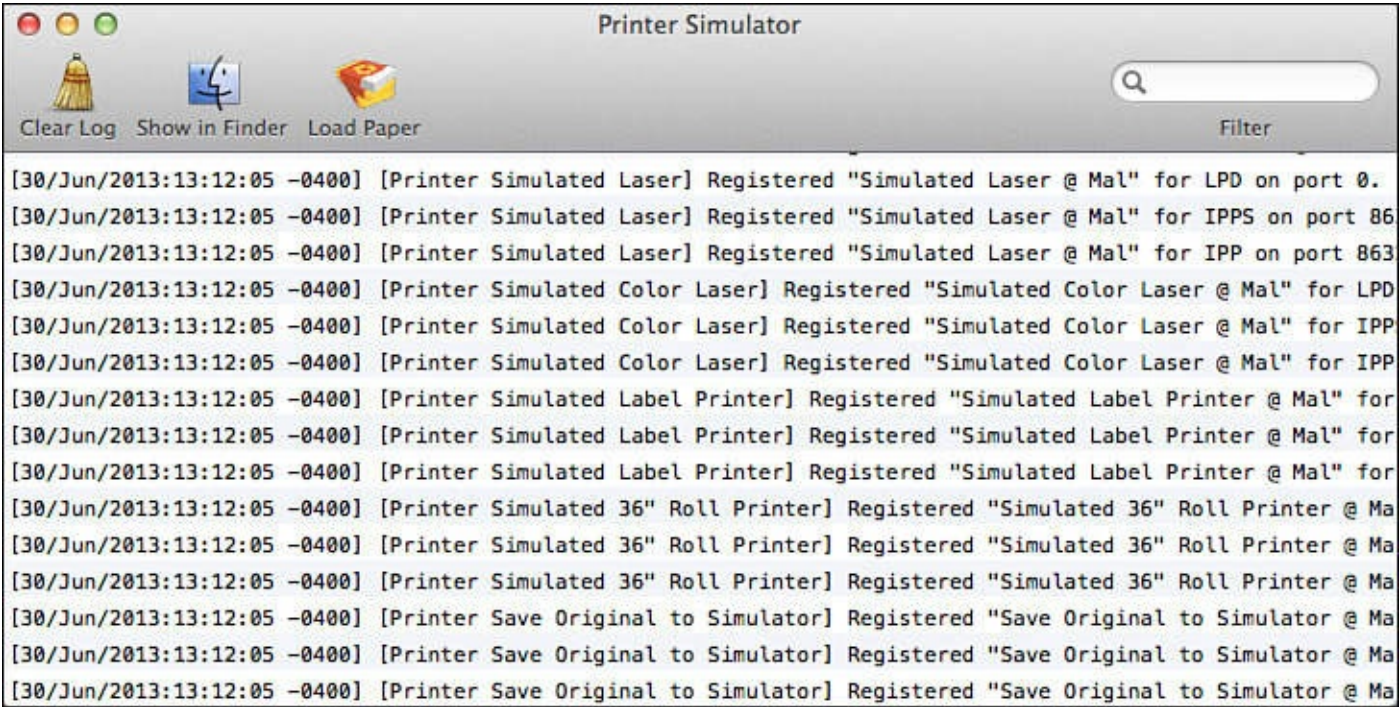 Printer Simulator
Clear Log Show in Finder Load Paper Filter
[30/Jun/2013:13:12:05 -0400] [Printer Simulated Laser] Registered "Simulated Laser @ Mal" for LPD on port 0.
[30/Jun/2013:13:12:05 -0400] [Printer Simulated Laser] Registered "Simulated Laser @ Mal" for IPPS on port 86
[30/Jun/2013:13:12:05 -0400] [Printer Simulated Laser] Registered "Simulated Laser @ Mal" for IPP on port 863
[30/Jun/2013:13:12:05 -0400] [Printer Simulated Color Laser] Registered "Simulated Color Laser @ Mal" for LPD
[30/Jun/2013:13:12:05 -0400] [Printer Simulated Color Laser] Registered "Simulated Color Laser @ Mal" for IPP
[30/Jun/2013:13:12:05 -0400] [Printer Simulated Color Laser] Registered "Simulated Color Laser @ Mal" for IPP
[30/Jun/2013:13:12:05 -0400] [Printer Simulated Label Printer] Registered "Simulated Label Printer @ Mal" for
[30/Jun/2013:13:12:05 -0400] [Printer Simulated Label Printer] Registered "Simulated Label Printer @ Mal" for
[30/Jun/2013:13:12:05 -0400] [Printer Simulated Label Printer] Registered "Simulated Label Printer @ Mal" for
[30/Jun/2013:13:12:05 -0400] [Printer Simulated 36" Roll Printer] Registered "Simulated 36" Roll Printer @ Ma
[30/Jun/2013:13:12:05 -0400] [Printer Simulated 36" Roll Printer] Registered "Simulated 36" Roll Printer @ Ma
[30/Jun/2013:13:12:05 -0400] [Printer Simulated 36" Roll Printer] Registered "Simulated 36" Roll Printer @ Ma
[30/Jun/2013:13:12:05 -0400] [Printer Save Original to Simulator] Registered "Save Original to Simulator @ Ma
[30/Jun/2013:13:12:05 -0400] [Printer Save Original to Simulator] Registered "Save Original to Simulator @ Ma
[30/Jun/2013:13:12:05 -0400] [Printer Save Original to Simulator] Registered "Save Original to Simulator @ Ma